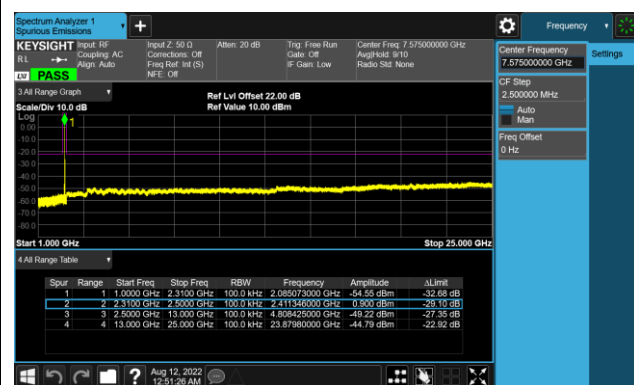 Spectrum Analyzer 1
Spurious Emissions
Frequency
KEYSIGHT Input: RF Input Z: 50 Ω Atten: 20 dB Trig: Free Run Center Freq: 7.575000000 GHz
RL Coupling: AC Corrections: Off Gate: Off Avg|Hold: 9/10
Align: Auto Freq Ref: Int (S) IF Gain: Low Radio Std: None
NFE: Off
PASS
Center Frequency
7.575000000 GHz
Settings
CF Step
2.500000 MHz
Auto
Man
Freq Offset
0 Hz
3 All Range Graph
Ref Lvl Offset 22.00 dB
Scale/Div 10.0 dB Ref Value 10.00 dBm
Log
1
0.00
-10.0
-20.0
-30.0
-40.0
-50.0
-60.0
-70.0
-80.0
Start 1.000 GHz Stop 25.000 GHz
4 All Range Table
Spur Range Start Freq Stop Freq RBW Frequency Amplitude ΔLimit
1 1 1.0000 GHz 2.3100 GHz 100.0 kHz 2.085073000 GHz -54.55 dBm -32.68 dB
2 2 2.3100 GHz 2.5000 GHz 100.0 kHz 2.411346000 GHz 0.900 dBm -29.10 dB
3 3 2.5000 GHz 13.000 GHz 100.0 kHz 4.808425000 GHz -49.22 dBm -27.35 dB
4 4 13.000 GHz 25.000 GHz 100.0 kHz 23.87980000 GHz -44.79 dBm -22.92 dB
? Aug 12, 2022
12:51:26 AM